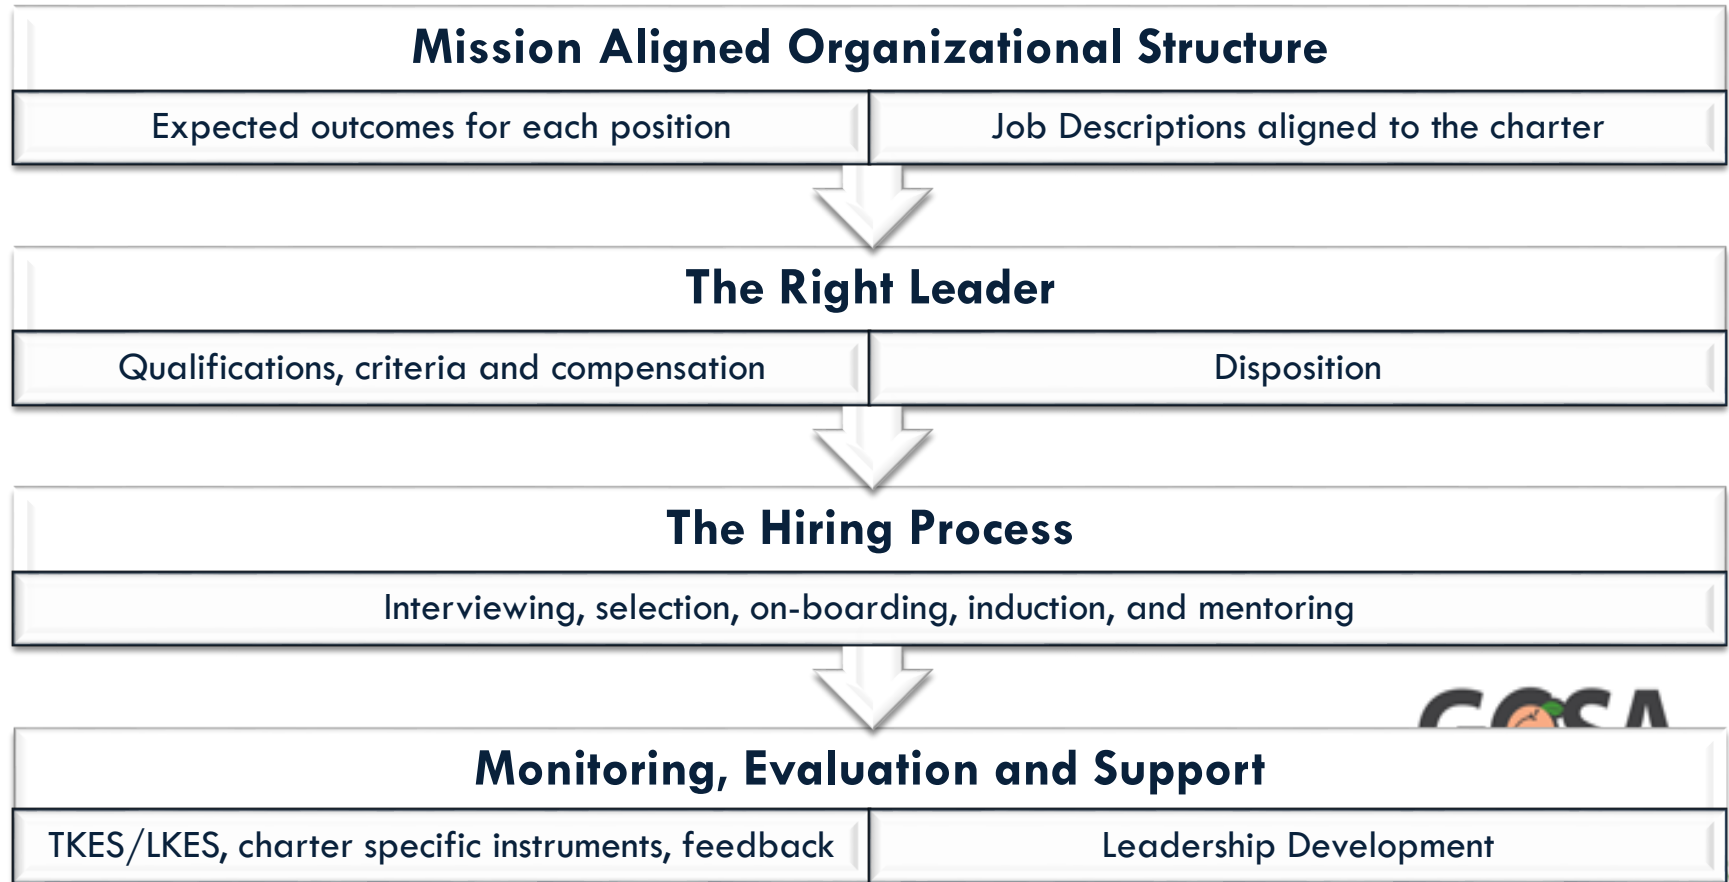 Mission Aligned Organizational Structure
Expected outcomes for each position
Job Descriptions aligned to the charter
The Right Leader
Qualifications, criteria and compensation
Disposition
The Hiring Process
Interviewing, selection, on-boarding, induction, and mentoring
GOSA
Monitoring, Evaluation and Support
TKES/LKES, charter specific instruments, feedback
Leadership Development